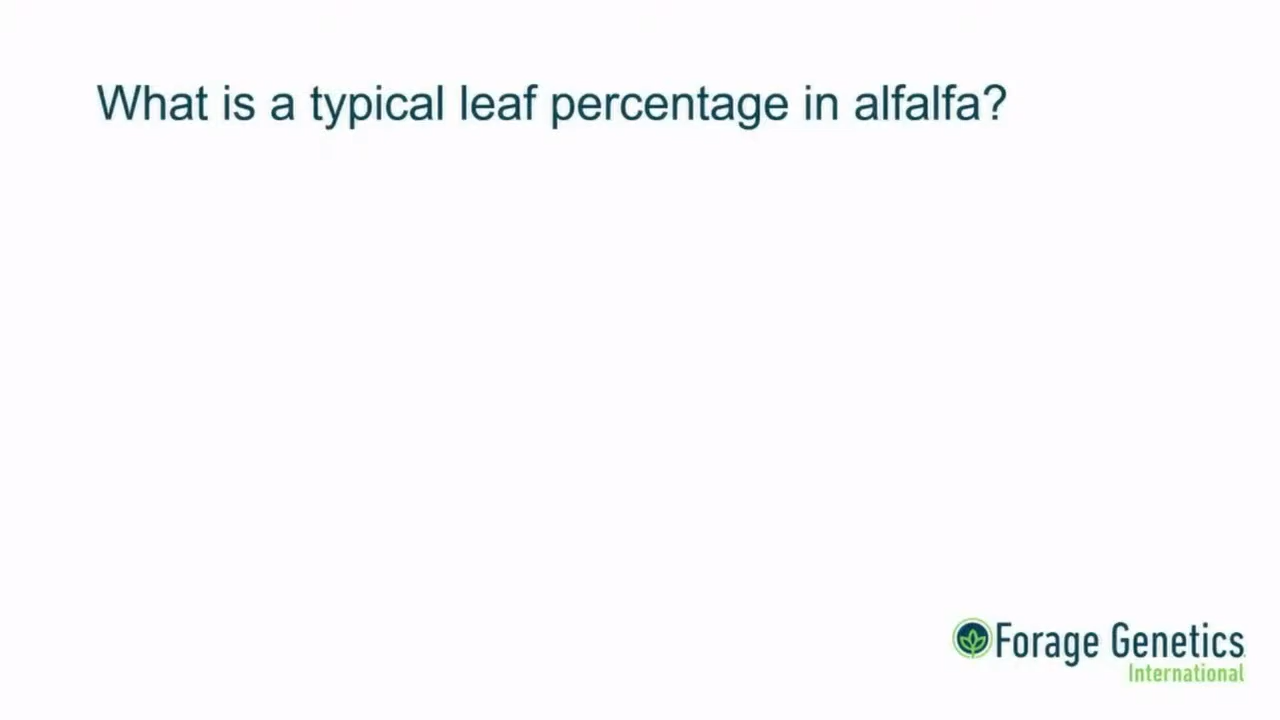 What is a typical leaf percentage in alfalfa?
Forage Genetics
International